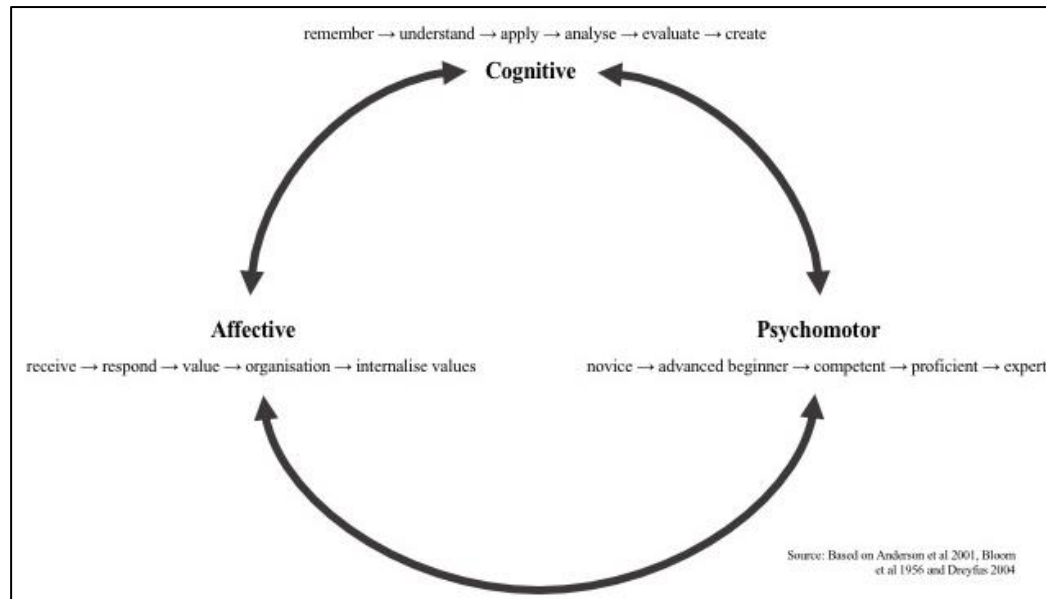 remember → understand → apply → analyse → evaluate → create
Cognitive
Affective
receive → respond → value → organisation → internalise values
Psychomotor
novice → advanced beginner → competent → proficient → expert
Source: Based on Anderson et al 2001, Bloom
et al 1956 and Dreyfus 2004